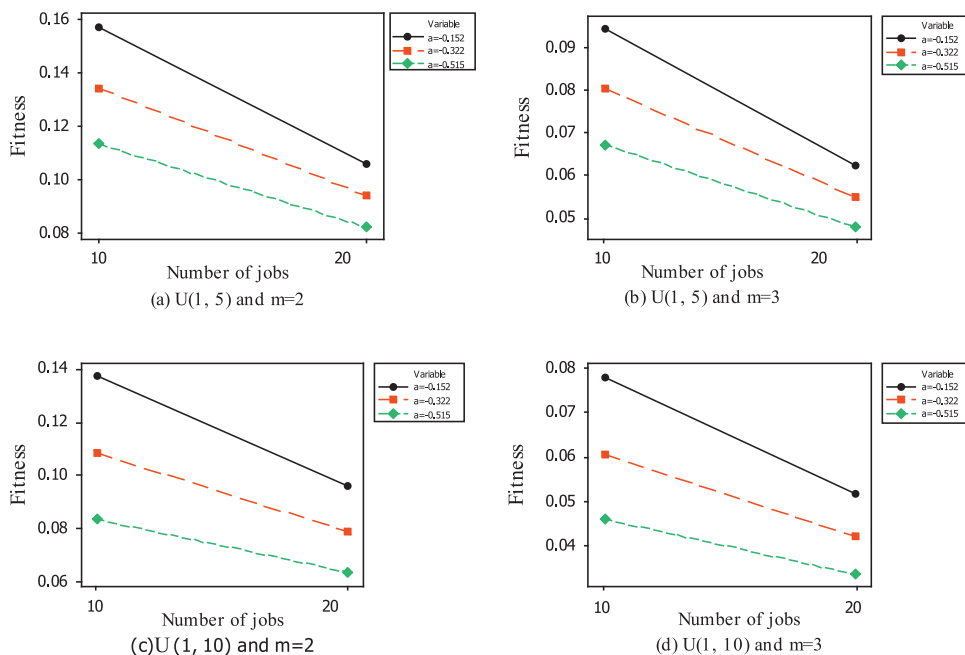 0.16
0.14
0.12
0.10
0.08
Fitness
10
20
Number of jobs
(a) U(1, 5) and m=2
Variable
a=-0.152
a=-0.322
a=-0.515
0.09
0.08
0.07
0.06
0.05
Fitness
10
20
Number of jobs
(b) U(1, 5) and m=3
Variable
a=-0.152
a=-0.322
a=-0.515
0.14
0.12
0.10
0.08
0.06
Fitness
10
20
Number of jobs
(c)U(1, 10) and m=2
Variable
a=-0.152
a=-0.322
a=-0.515
0.08
0.07
0.06
0.05
0.04
Fitness
10
20
Number of jobs
(d) U(1, 10) and m=3
Variable
a=-0.152
a=-0.322
a=-0.515